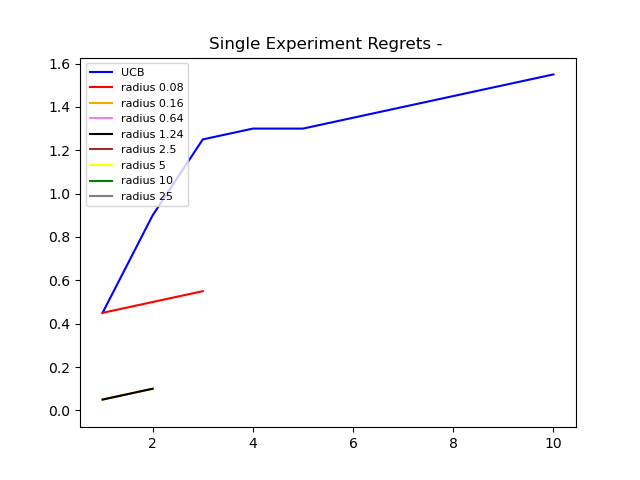 Single Experiment Regrets -
1.6
1.4
1.2
1.0
0.8
0.6
0.4
0.2
0.0
UCB
radius 0.08
radius 0.16
radius 0.64
radius 1.24
radius 2.5
radius 5
radius 10
radius 25
2 4 6 8 10